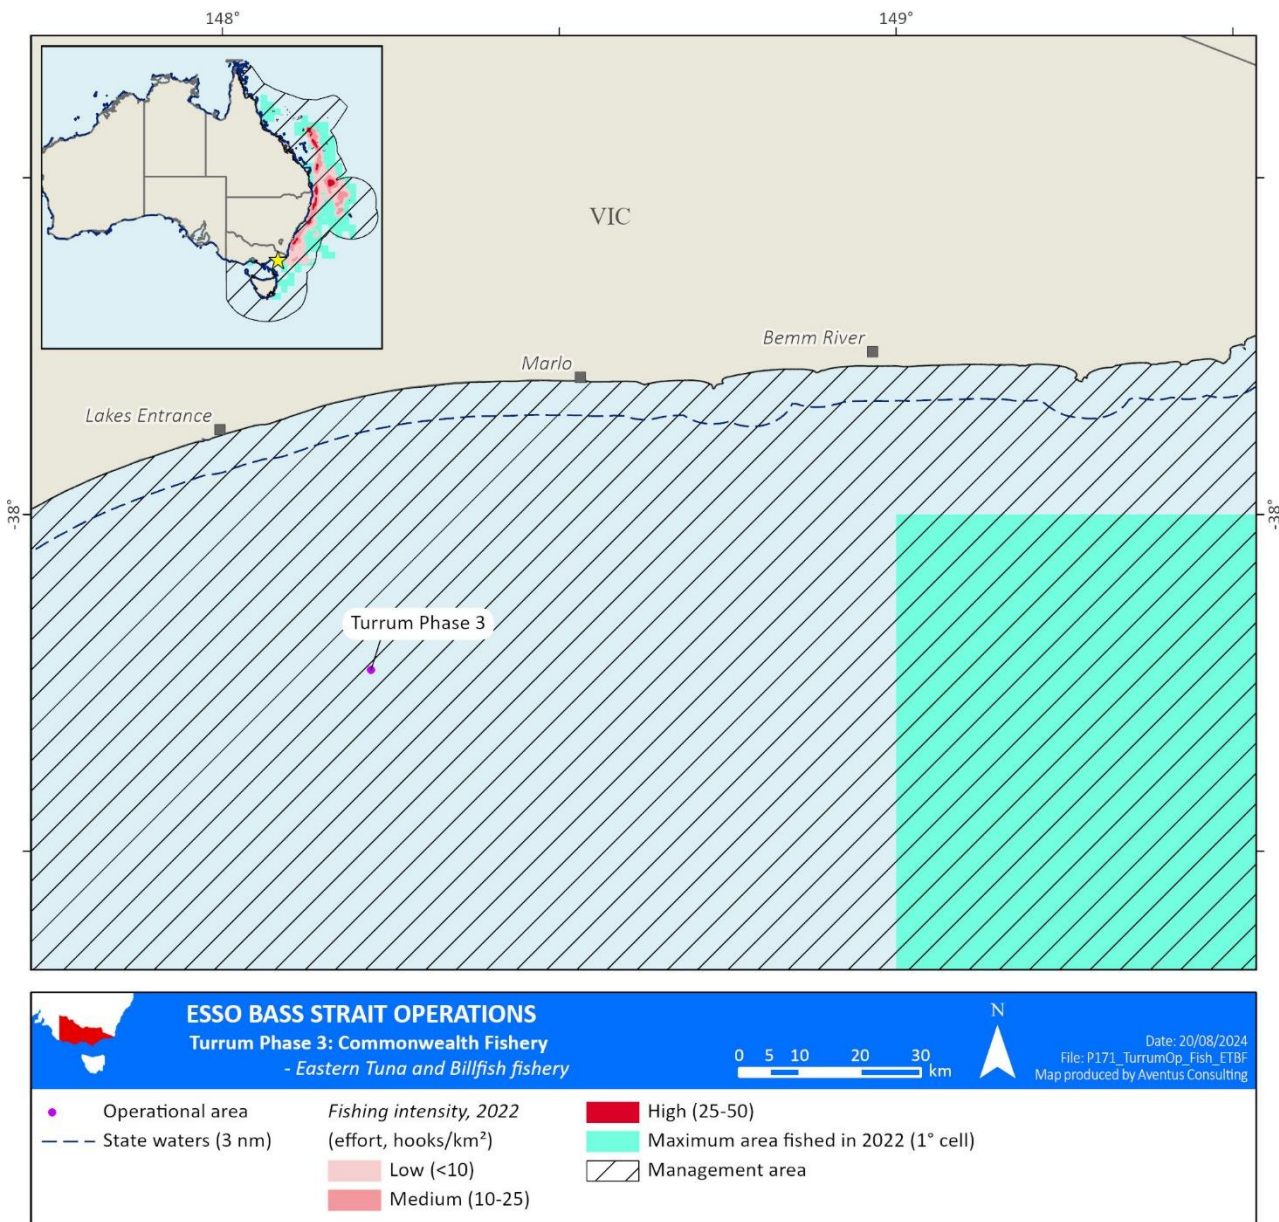 148°
149°
VIC
Bemm River
Marlo
Lakes Entrance
-38°
-38°
Turrum Phase 3
ESSO BASS STRAIT OPERATIONS
Turrum Phase 3: Commonwealth Fishery
- Eastern Tuna and Billfish fishery
0 5 10 20 30
km
N
Date: 20/08/2024
File: P171_TurrumOp_Fish_ETBF
Map produced by Aventus Consulting
Operational area
State waters (3 nm)
Fishing intensity, 2022
(effort, hooks/km²)
Low (<10)
Medium (10-25)
High (25-50)
Maximum area fished in 2022 (1° cell)
Management area